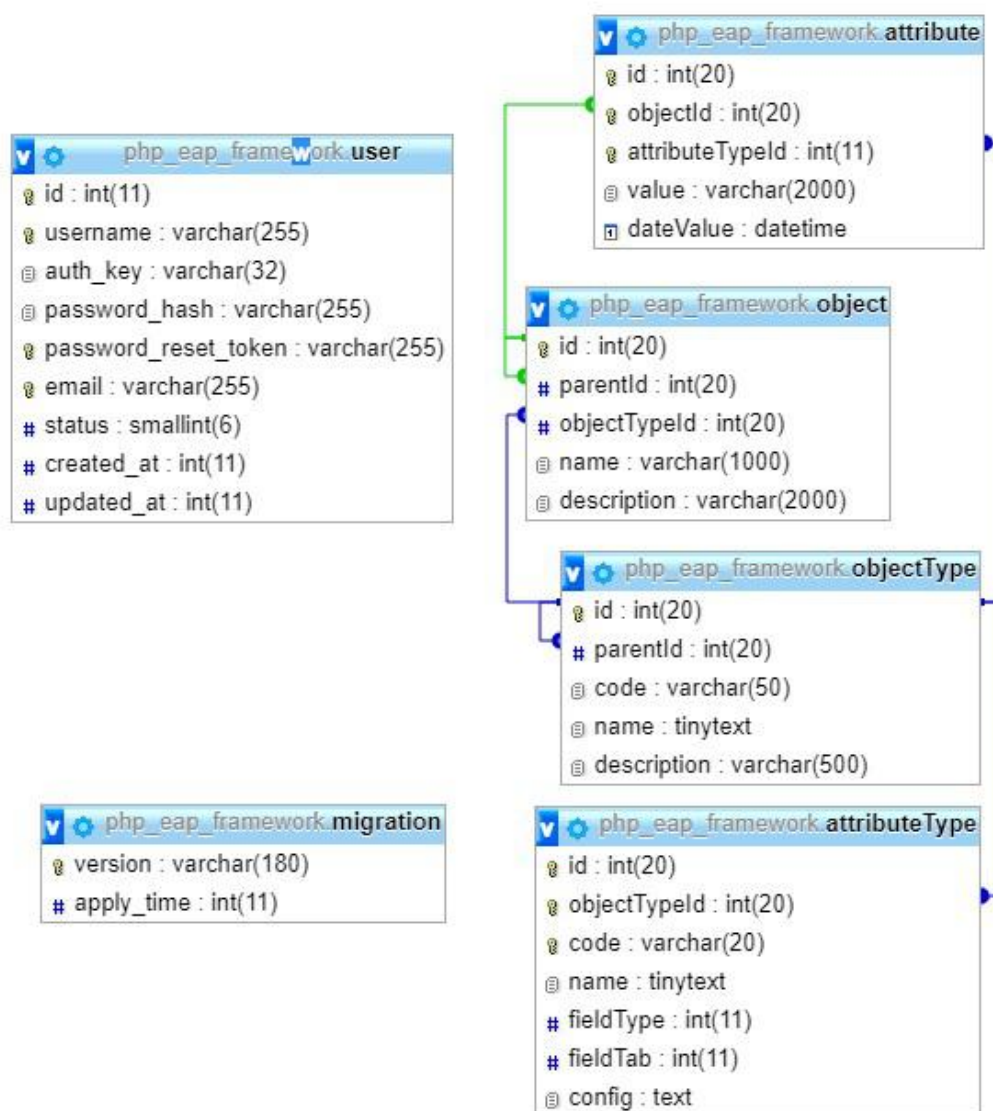 php_eap_framework.user
id : int(11)
username : varchar(255)
auth_key : varchar(32)
password_hash : varchar(255)
password_reset_token : varchar(255)
email : varchar(255)
status : smallint(6)
created_at : int(11)
updated_at : int(11)
php_eap_framework.migration
version : varchar(180)
apply_time : int(11)
php_eap_framework.attribute
id : int(20)
objectId : int(20)
attributeTypeId : int(11)
value : varchar(2000)
dateValue : datetime
php_eap_framework.object
id : int(20)
parentId : int(20)
objectTypeId : int(20)
name : varchar(1000)
description : varchar(2000)
php_eap_framework.objectType
id : int(20)
parentId : int(20)
code : varchar(50)
name : tinytext
description : varchar(500)
php_eap_framework.attributeType
id : int(20)
objectTypeId : int(20)
code : varchar(20)
name : tinytext
fieldType : int(11)
fieldTab : int(11)
config : text